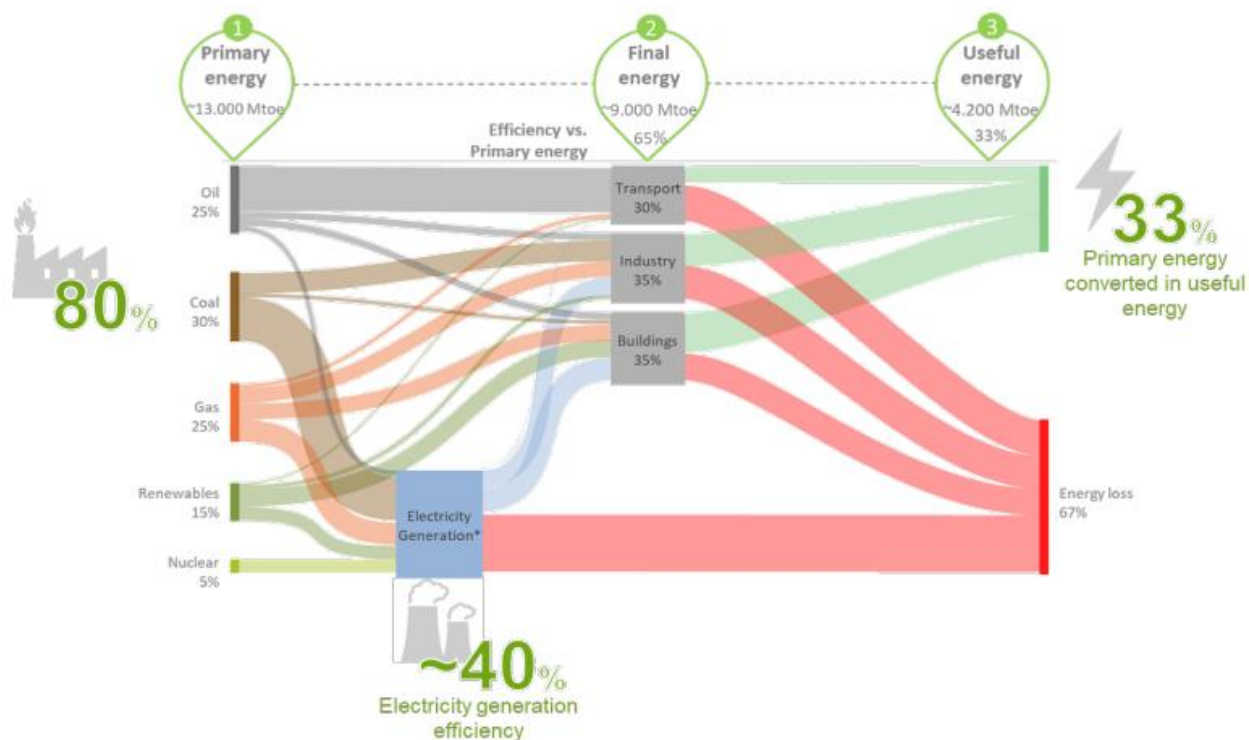 1
Primary
energy
~13.000 Mtoe
2
Final
energy
~9.000 Mtoe
65%
3
Useful
energy
~4.200 Mtoe
33%
Efficiency vs.
Primary energy
Oil
25%
Coal
30%
Gas
25%
Renewables
15%
Nuclear
5%
80%
Transport
30%
Industry
35%
Buildings
35%
Electricity
Generation*
~40%
Electricity generation
efficiency
33%
Primary energy
converted in useful
energy
Energy loss
67%